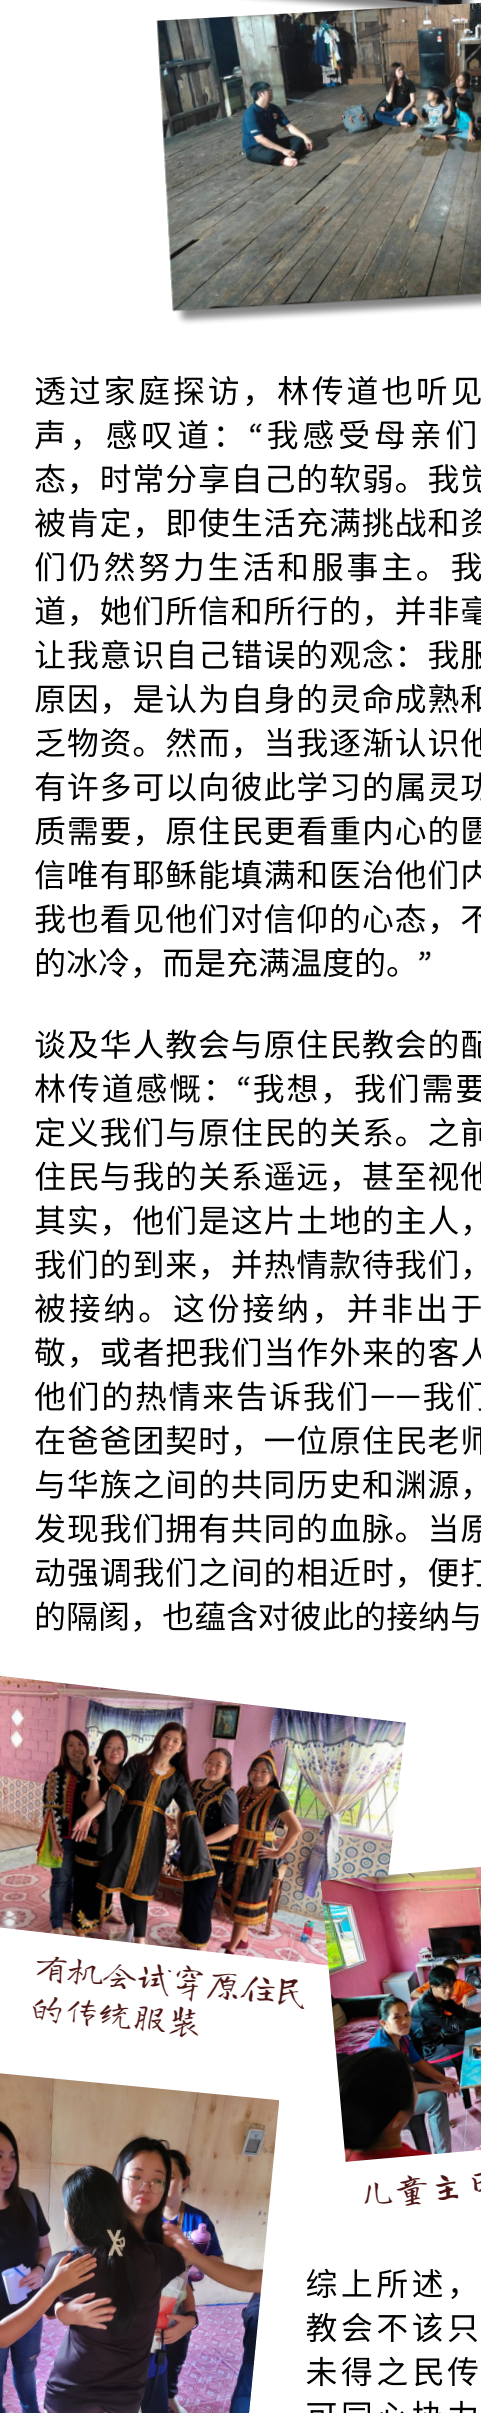 透过家庭探访，林传道也听见
声，感叹道：“我感受母亲们
态，时常分享自己的软弱。我觉
被肯定，即使生活充满挑战和资
们仍然努力生活和服事主。我
道，她们所信和所行的，并非毫
让我意识自己错误的观念：我服
原因，是认为自身的灵命成熟和
乏物资。然而，当我逐渐认识他
有许多可以向彼此学习的属灵功
质需要，原住民更看重内心的匮
信唯有耶稣能填满和医治他们内
我也看见他们对信仰的心态，不
的冰冷，而是充满温度的。”
谈及华人教会与原住民教会的配
林传道感慨：“我想，我们需要
定义我们与原住民的关系。之前
住民与我的关系遥远，甚至视他
其实，他们是这片土地的主人，
我们的到来，并热情款待我们，
被接纳。这份接纳，并非出于
敬，或者把我们当作外来的客人
他们的热情来告诉我们——我们
在爸爸团契时，一位原住民老师
与华族之间的共同历史和渊源，
发现我们拥有共同的血脉。当原
动强调我们之间的相近时，便打
的隔阂，也蕴含对彼此的接纳与
有机会试穿原住民
的传统服装
儿童主日
综上所述，
教会不该只
未得之民传
可同心协力